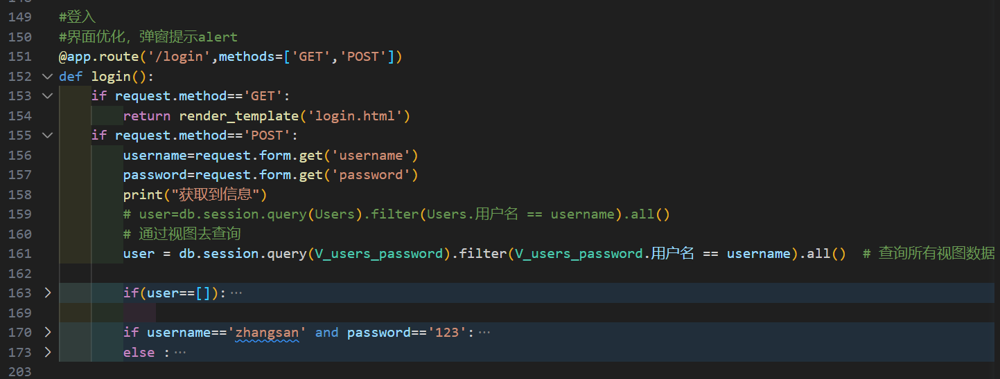 149 #登入
150 #界面优化，弹窗提示alert
151 @app.route('/login',methods=['GET','POST'])
152 def login():
153 if request.method=='GET':
154 return render_template('login.html')
155 if request.method=='POST':
156 username=request.form.get('username')
157 password=request.form.get('password')
158 print("获取到信息")
159 # user=db.session.query(Users).filter(Users.用户名 == username).all()
160 # 通过视图去查询
161 user = db.session.query(V_users_password).filter(V_users_password.用户名 == username).all()  # 查询所有视图数据
162
163 if(user==[]):…
169
170 if username=='zhangsan' and password=='123':…
173 else :…
203